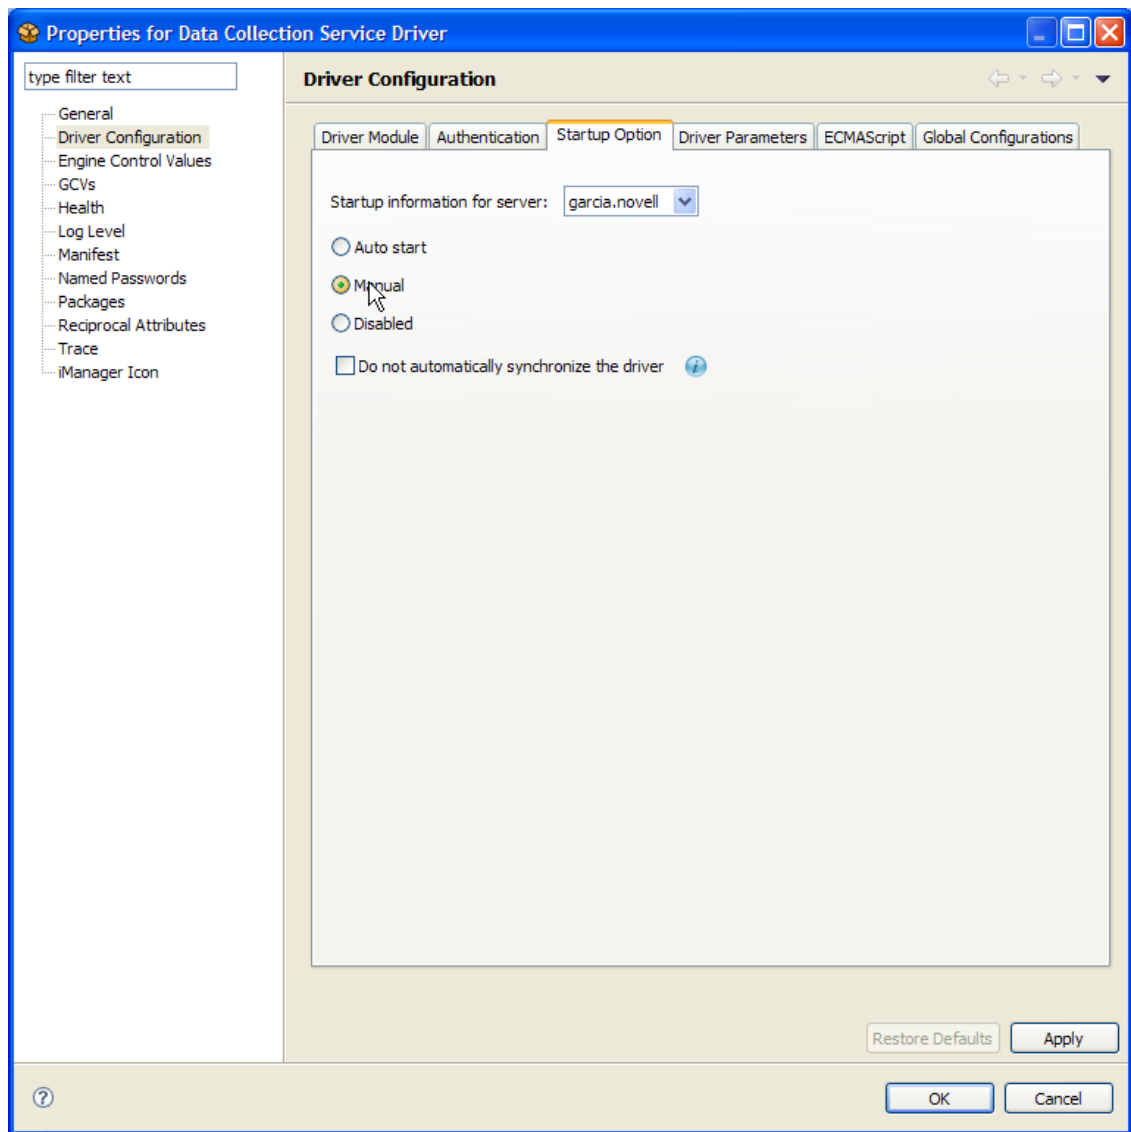 Properties for Data Collection Service Driver
type filter text
General
Driver Configuration
Engine Control Values
GCVs
Health
Log Level
Manifest
Named Passwords
Packages
Reciprocal Attributes
Trace
iManager Icon
Driver Configuration
Driver Module Authentication Startup Option Driver Parameters ECMAScript Global Configurations
Startup information for server: garcia.novell
Auto start
Manual
Disabled
Do not automatically synchronize the driver
Restore Defaults Apply
OK Cancel